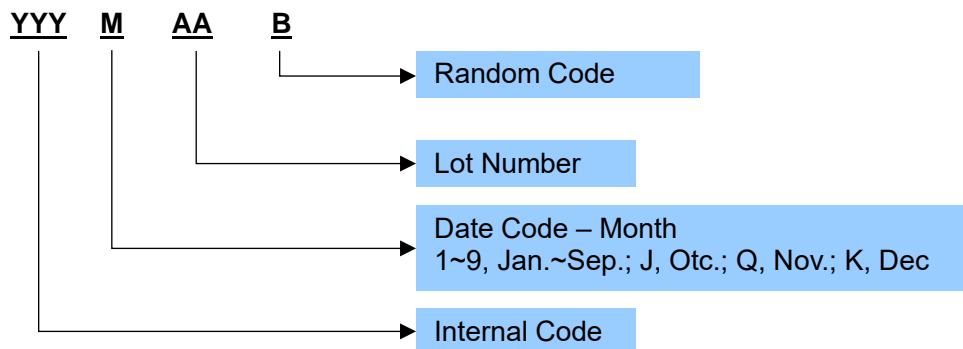 YYY M AA B
Random Code
Lot Number
Date Code – Month
1~9, Jan.~Sep.; J, Otc.; Q, Nov.; K, Dec
Internal Code